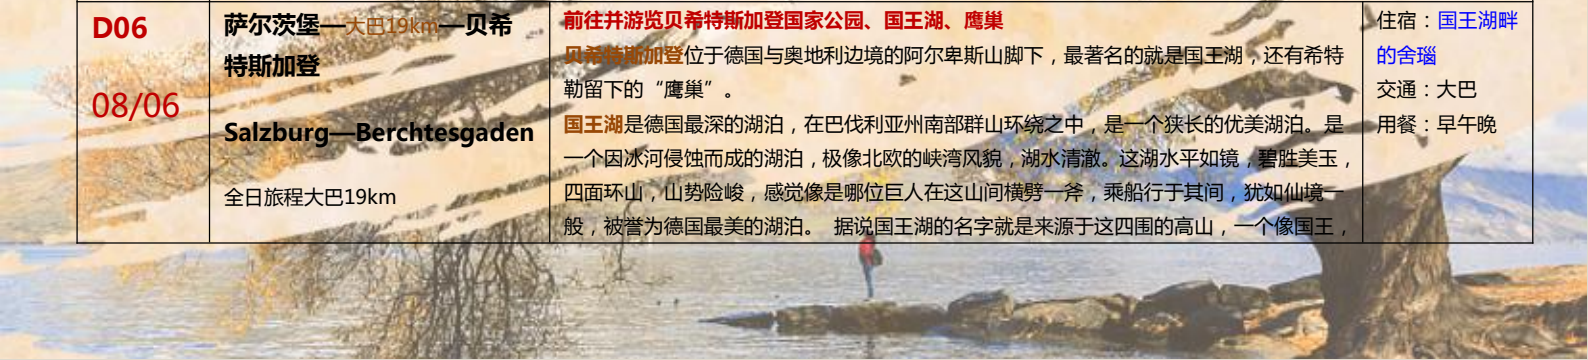 D06
08/06
萨尔茨堡—大巴19km—贝希
特斯加登
Salzburg—Berchtesgaden
全日旅程大巴19km
前往并游览贝希特斯加登国家公园、国王湖、鹰巢
贝希特斯加登位于德国与奥地利边境的阿尔卑斯山脚下，最著名的就是国王湖，还有希特
勒留下的“鹰巢”。
国王湖是德国最深的湖泊，在巴伐利亚州南部群山环绕之中，是一个狭长的优美湖泊。是
一个因冰河侵蚀而成的湖泊，极像北欧的峡湾风貌，湖水清澈。这湖水平如镜，碧胜美玉，
四面环山，山势险峻，感觉像是哪位巨人在这山间横劈一斧，乘船行于其间，犹如仙境一
般，被誉为德国最美的湖泊。 据说国王湖的名字就是来源于这四围的高山，一个像国王，
住宿：国王湖畔
的舍瑙
交通：大巴
用餐：早午晚